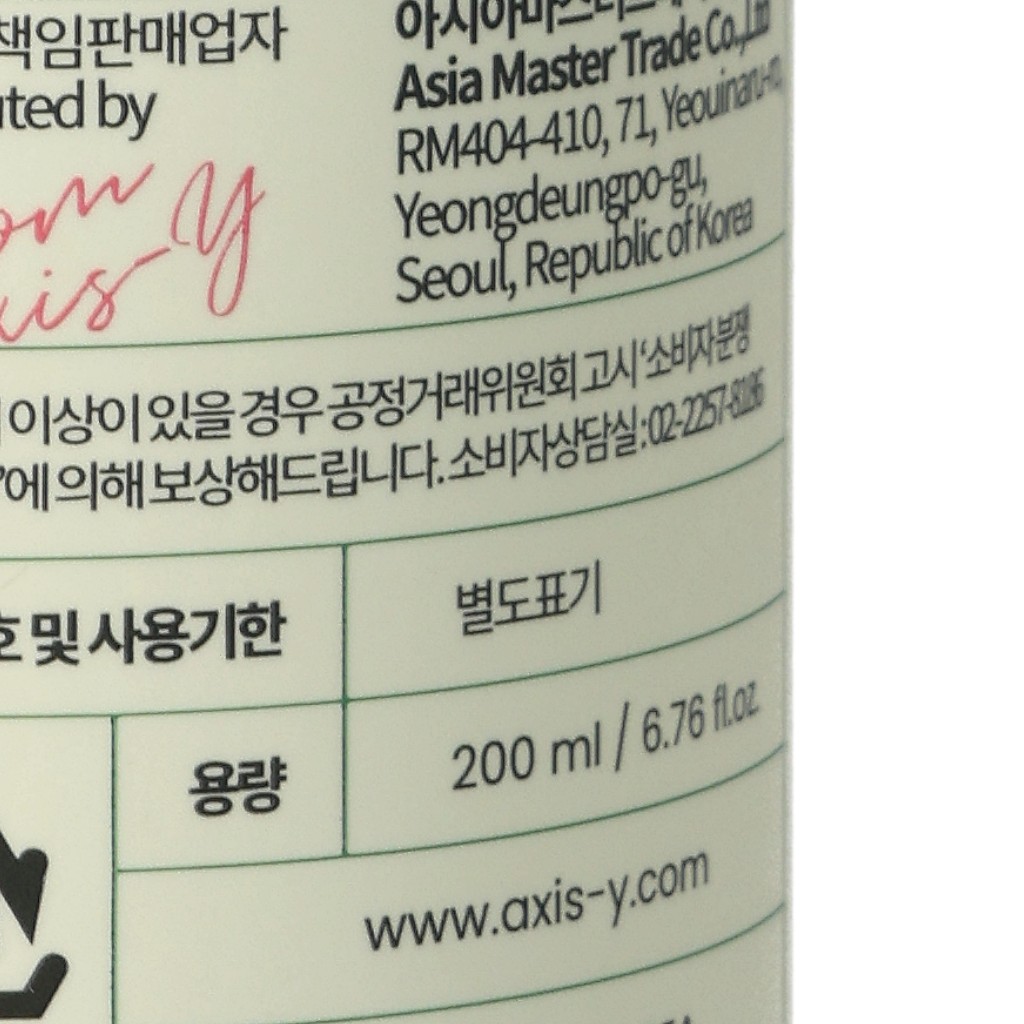 책임판매업자
uted by
Asia Master Trade Co.,Ltd
RM404-410, 71, Yeouinaru-ro,
Yeongdeungpo-gu,
Seoul, Republic of Korea
om Y
xis-
이상이 있을 경우 공정거래위원회 고시 ‘소비자분쟁
’에 의해 보상해드립니다. 소비자상담실 : 02-2257-8186
호 및 사용기한
별도표기
용량
200 ml / 6.76 fl.oz.
www.axis-y.com